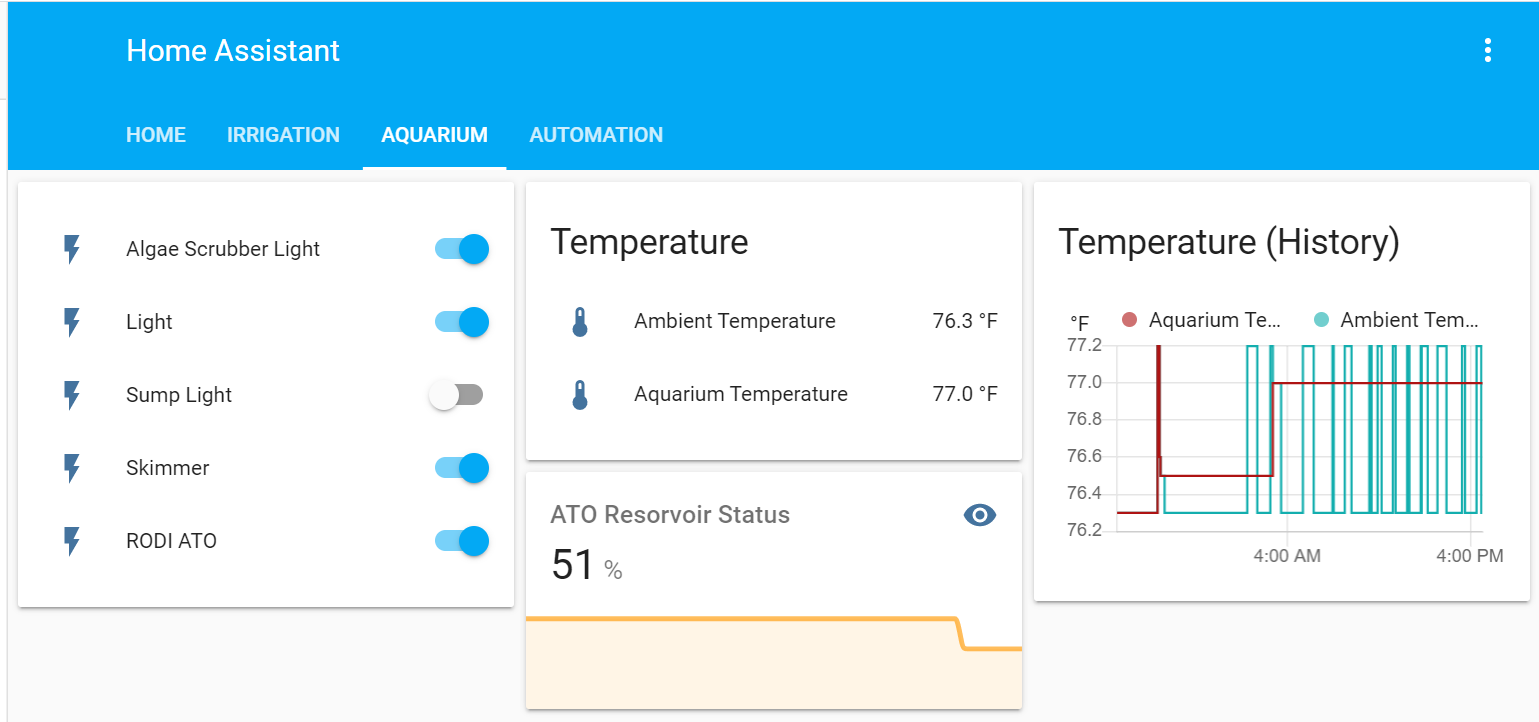 Home Assistant
HOME IRRIGATION AQUARIUM AUTOMATION
Algae Scrubber Light
Light
Sump Light
Skimmer
RODI ATO
Temperature
Ambient Temperature 76.3 °F
Aquarium Temperature 77.0 °F
ATO Resorvoir Status
51 %
Temperature (History)
°F Aquarium Te... Ambient Tem...
77.2
77.0
76.8
76.6
76.4
76.2
4:00 AM 4:00 PM